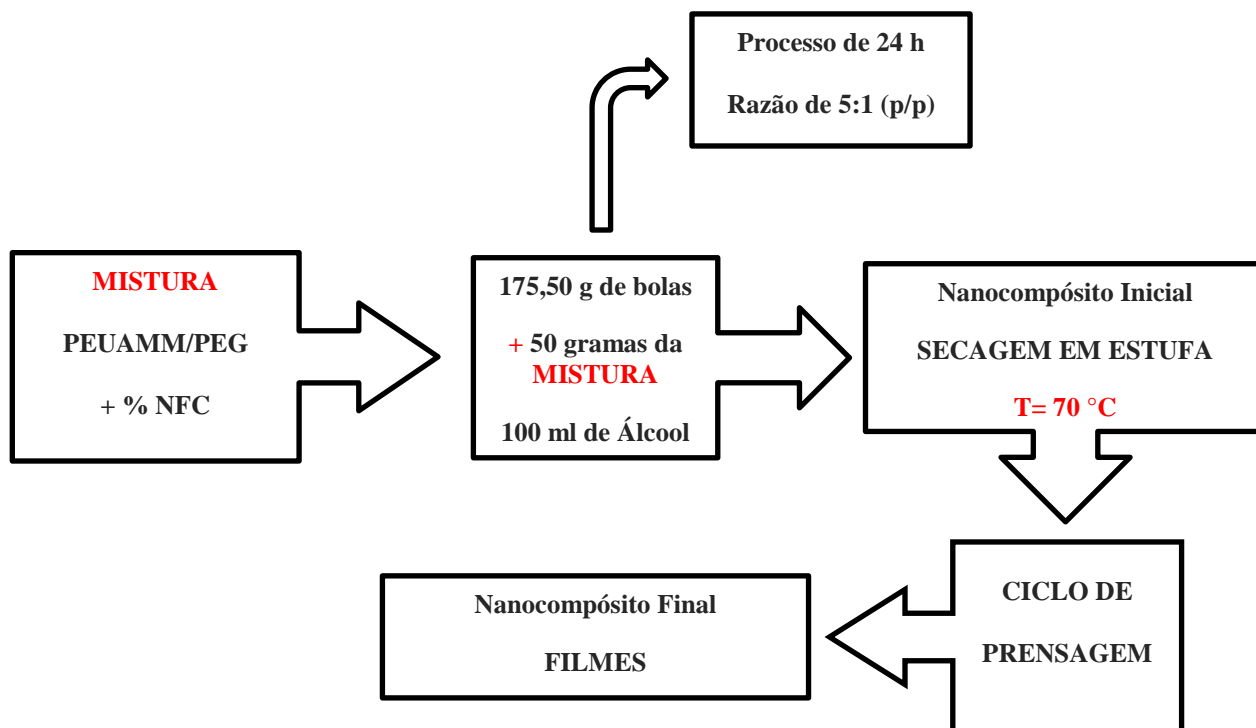 Processo de 24 h
Razão de 5:1 (p/p)
MISTURA
PEUAMM/PEG
+ % NFC
175,50 g de bolas
+ 50 gramas da
MISTURA
100 ml de Álcool
Nanocompósito Inicial
SECAGEM EM ESTUFA
T= 70 °C
CICLO DE
PRENSAGEM
Nanocompósito Final
FILMES